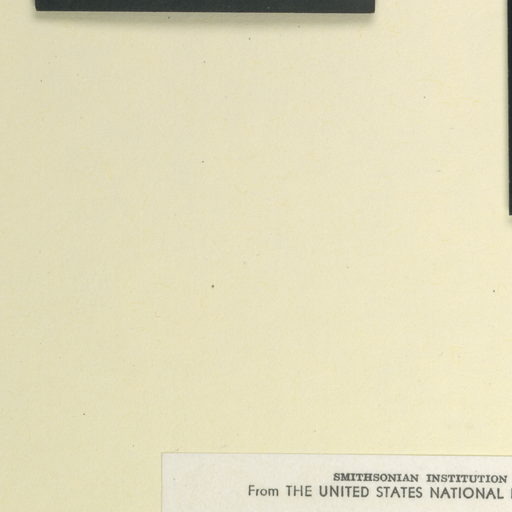 SMITHSONIAN INSTITUTION
From THE UNITED STATES NATIONAL